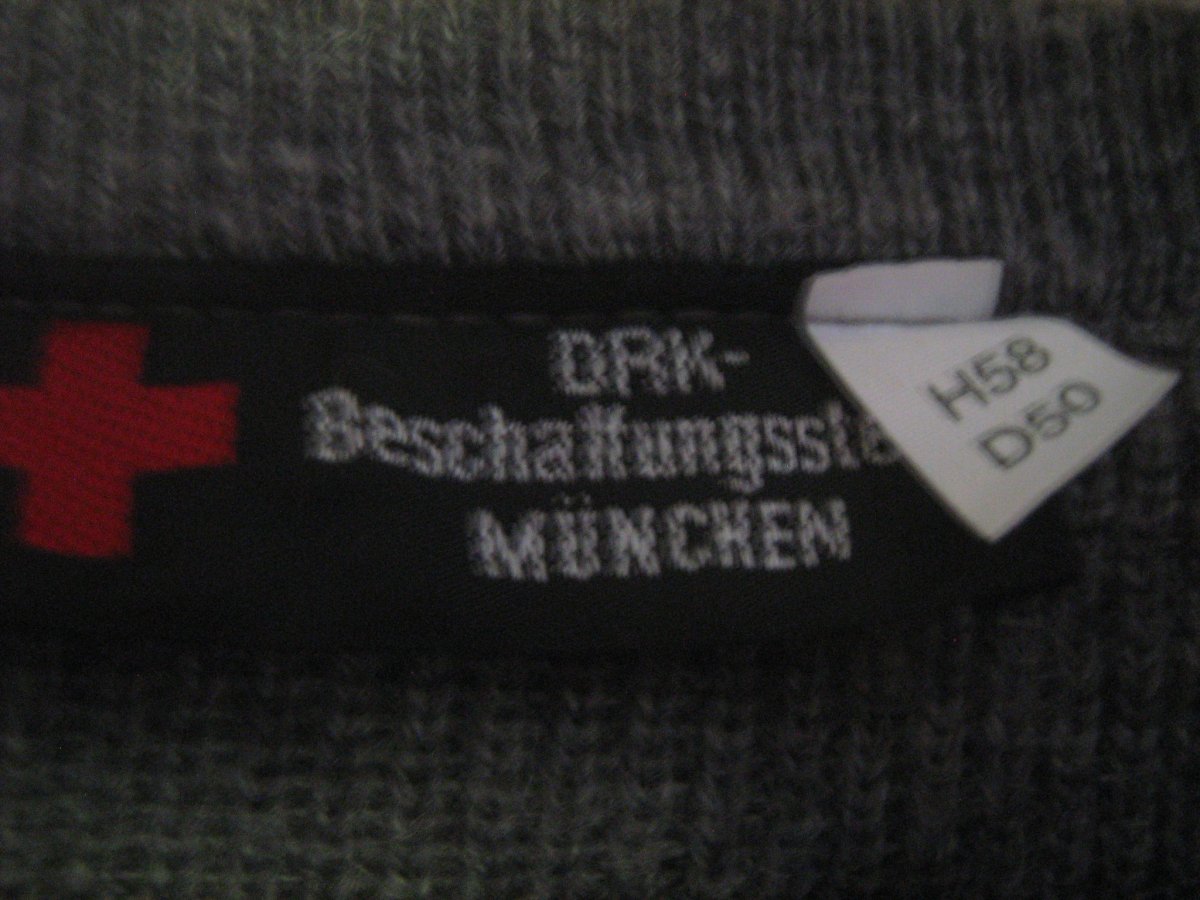 DRK-
Beschaffungsste
MÜNCHEN
H58
D50